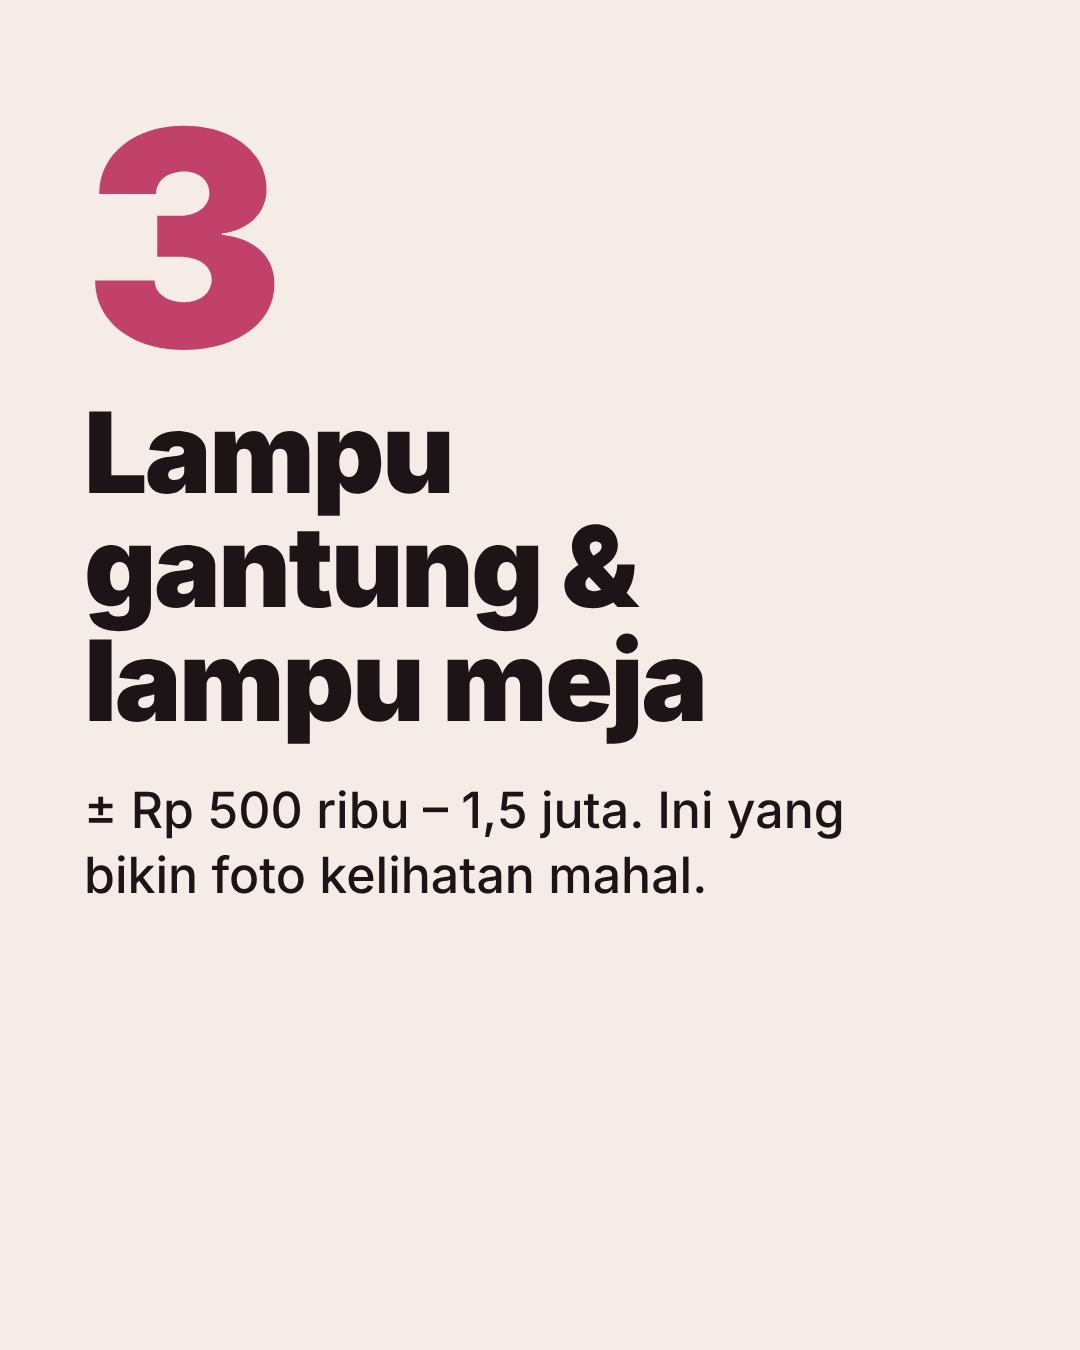 3
Lampu
gantung &
lampu meja
± Rp 500 ribu – 1,5 juta. Ini yang
bikin foto kelihatan mahal.